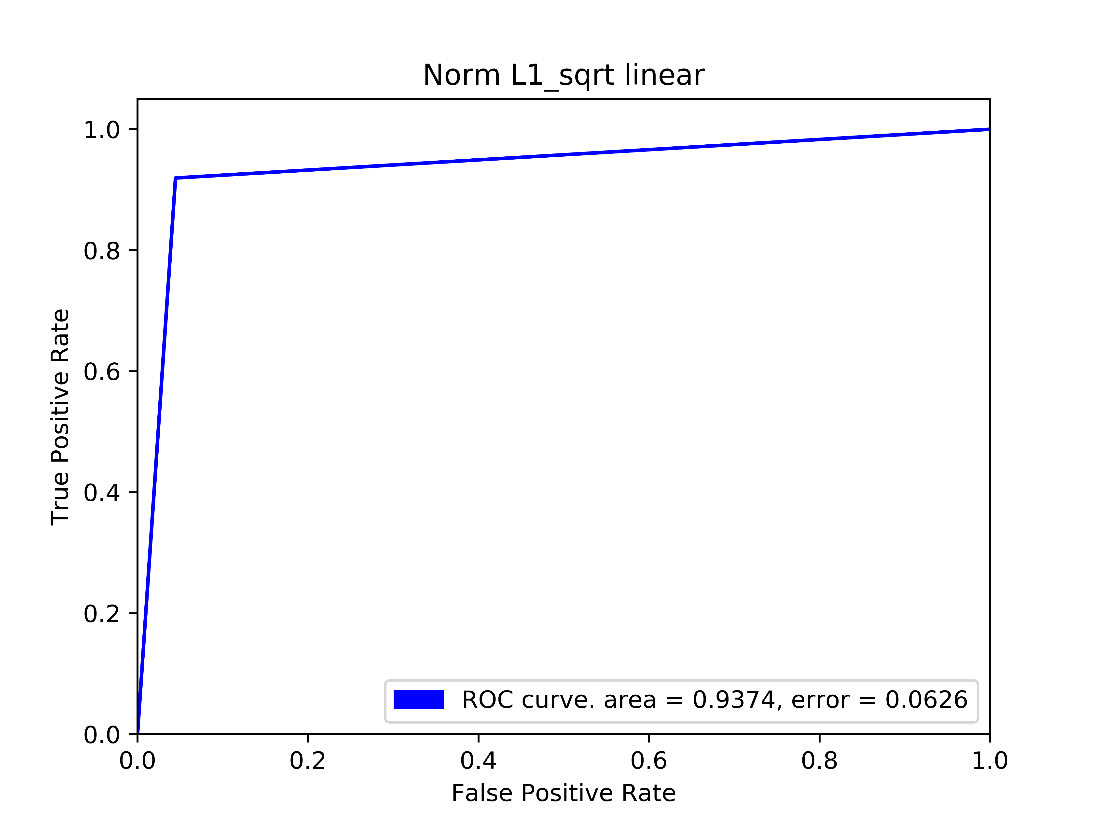 Norm L1_sqrt linear
1.0
0.8
0.6
0.4
0.2
0.0
True Positive Rate
ROC curve. area = 0.9374, error = 0.0626
0.0 0.2 0.4 0.6 0.8 1.0
False Positive Rate